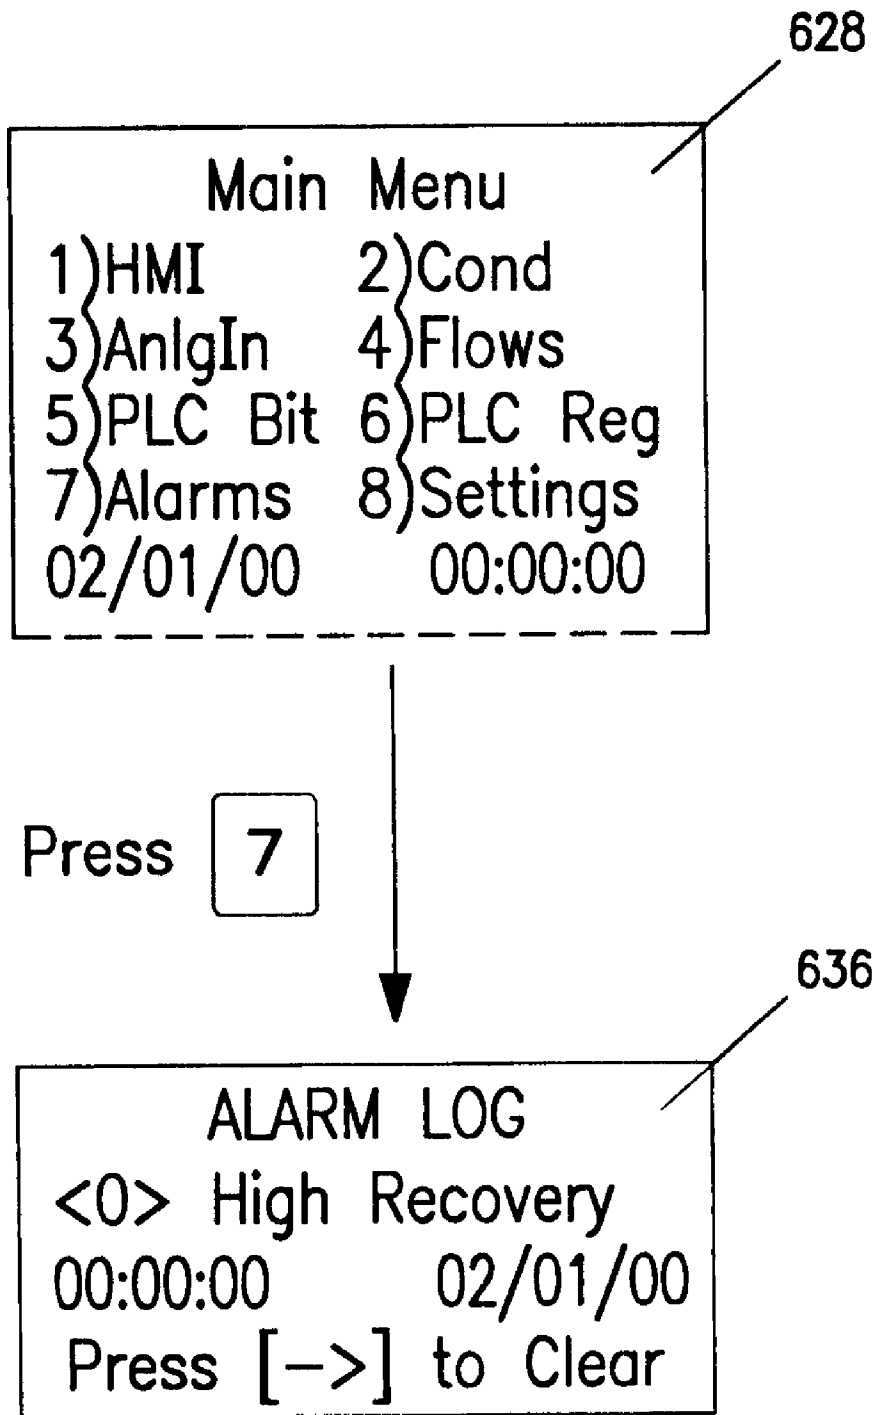 628
Main Menu
1)HMI 2)Cond
3)AnlgIn 4)Flows
5)PLC Bit 6)PLC Reg
7)Alarms 8)Settings
02/01/00 00:00:00
Press 7
636
ALARM LOG
<0> High Recovery
00:00:00 02/01/00
Press [->] to Clear